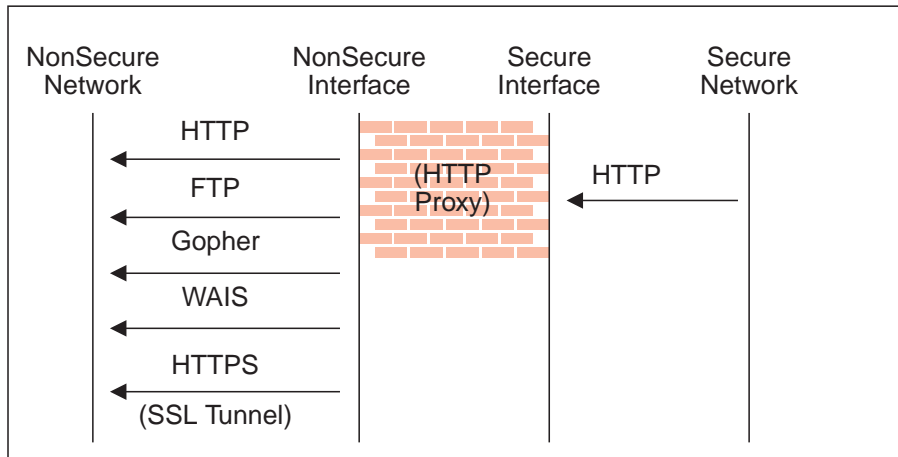 NonSecure
Network
NonSecure
Interface
Secure
Interface
Secure
Network
HTTP
FTP
Gopher
WAIS
HTTPS
(SSL Tunnel)
(HTTP
Proxy)
HTTP